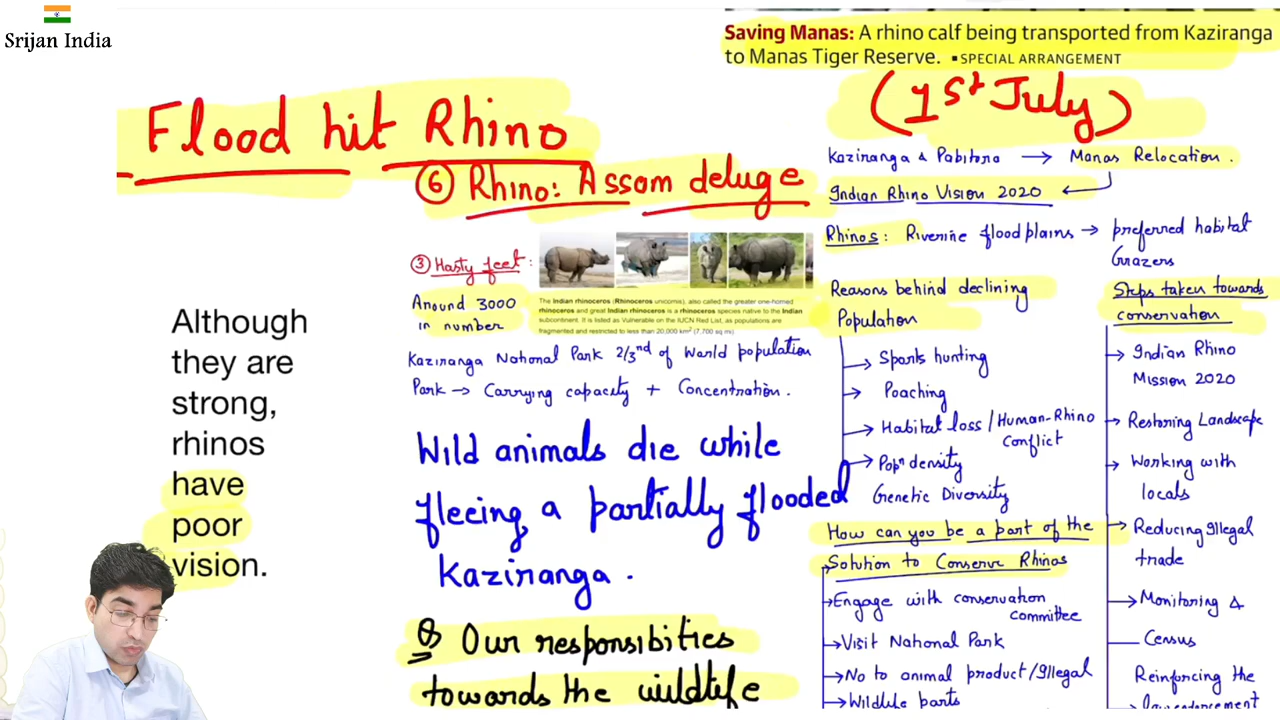 Srijan India
Saving Manas: A rhino calf being transported from Kaziranga
to Manas Tiger Reserve. ▪SPECIAL ARRANGEMENT
(1st July)
Flood hit Rhino
⑥ Rhino: Assam deluge
③ Hasty feet:
Around 3000
in number
The Indian rhinoceros (Rhinoceros unicornis), also called the greater one-horned
rhinoceros and great Indian rhinoceros is a rhinoceros species native to the Indian
subcontinent. It is listed as Vulnerable on the IUCN Red List, as populations are
fragmented and restricted to less than 20,000 km² (7,700 sq mi)
Kaziranga National Park 2/3nd of World population
Park → Carrying capacity + Concentration.
Wild animals die while
fleeing a partially flooded
Kaziranga.
Q Our responsibities
towards the wildlife
Although
they are
strong,
rhinos
have
poor
vision.
Kaziranga & Pabitora → Manas Relocation.
Indian Rhino Vision 2020 ←
Rhinos: Riverine flood plains → preferred habitat
Grazers
Reasons behind declining
Population
→ Sports hunting
→ Poaching
→ Habitat loss / Human-Rhino
conflict
→ Popn density
Genetic Diversity
How can you be a part of the
Solution to Conserve Rhinos
→ Engage with conservation
committee
→ Visit National Park
→ No to animal product/Illegal
→ Wildlife parts
Steps taken towards
conservation
→ Indian Rhino
Mission 2020
→ Restoring Landscape
→ Working with
locals
→ Reducing Illegal
trade
→ Monitoring &
Census
Reinforcing the